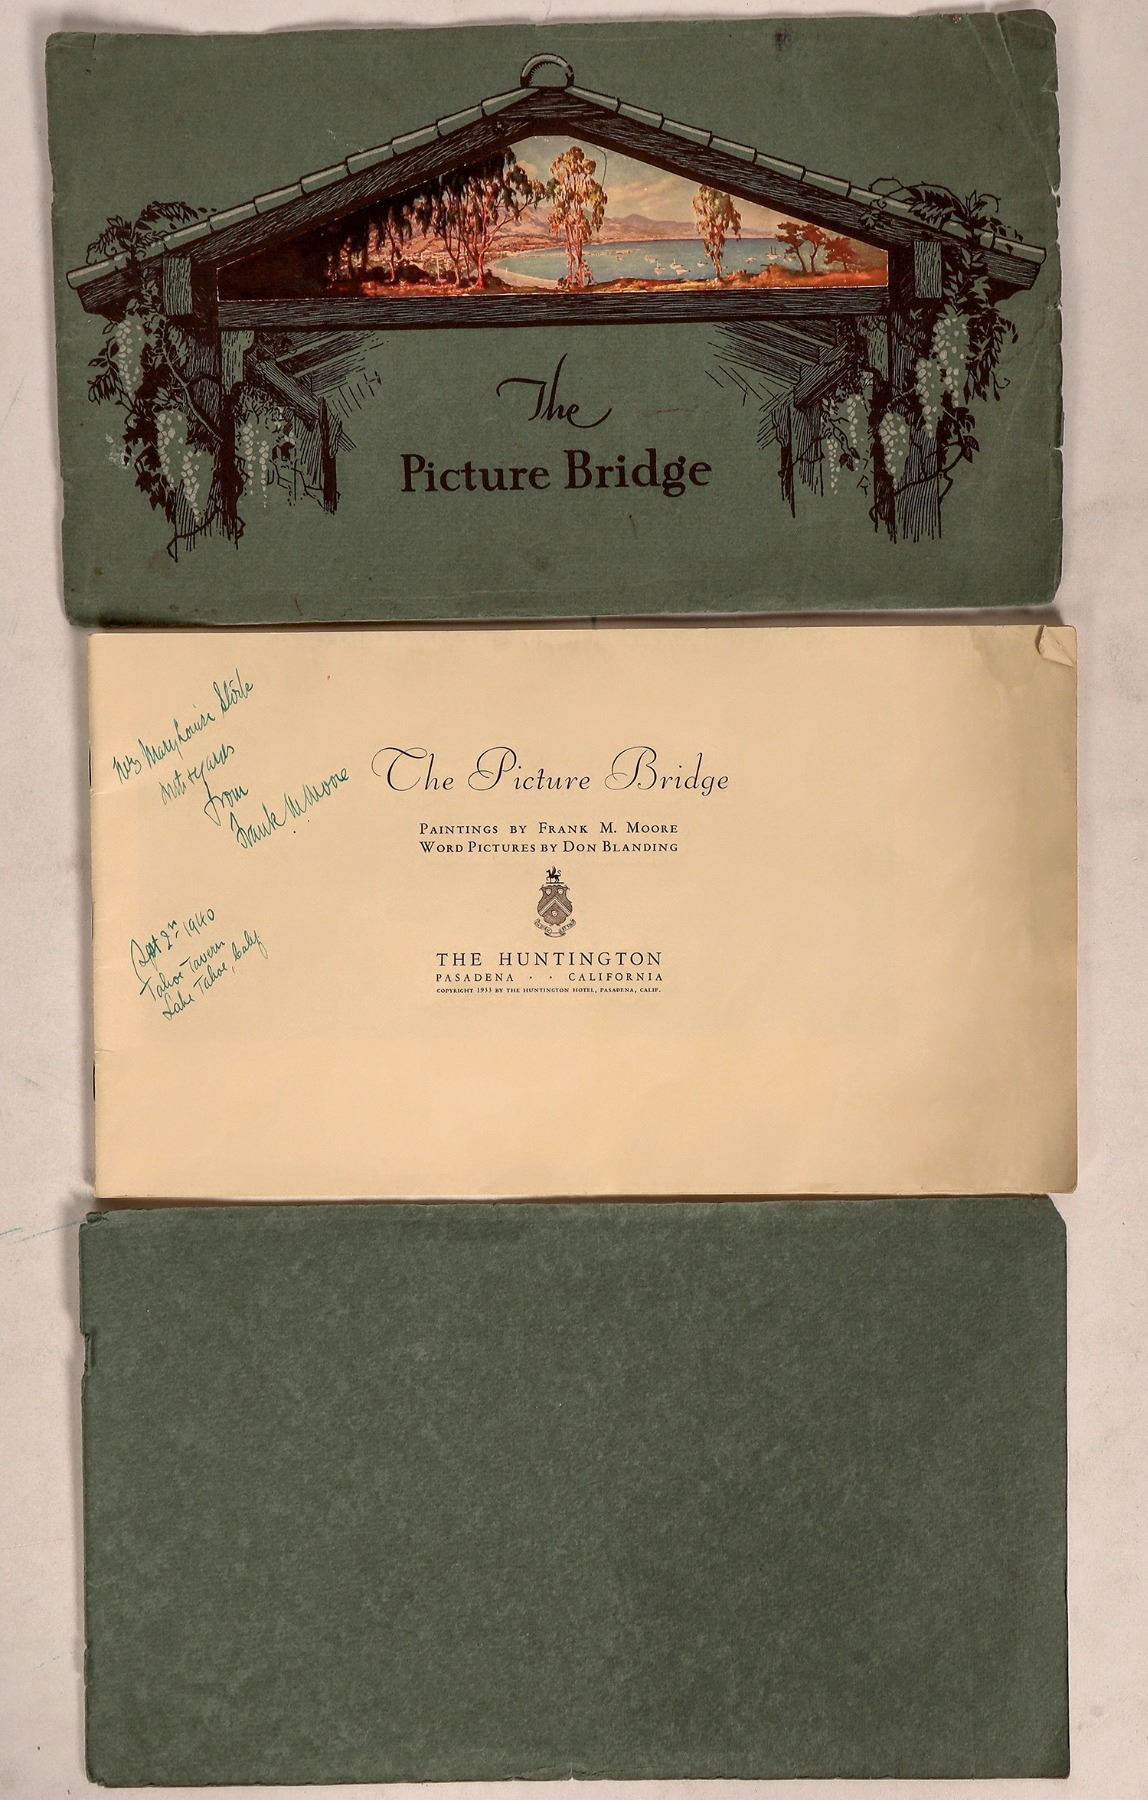 The
Picture Bridge
Mrs Mary Louise
with regards
from
Frank M. Moore
Sept 2ⁿ 1940
Tahoe Tavern
Lake Tahoe, Calif
The Picture Bridge
PAINTINGS BY FRANK M. MOORE
WORD PICTURES BY DON BLANDING
THE HUNTINGTON
PASADENA · · CALIFORNIA
COPYRIGHT 1933 BY THE HUNTINGTON HOTEL, PASADENA, CALIF.